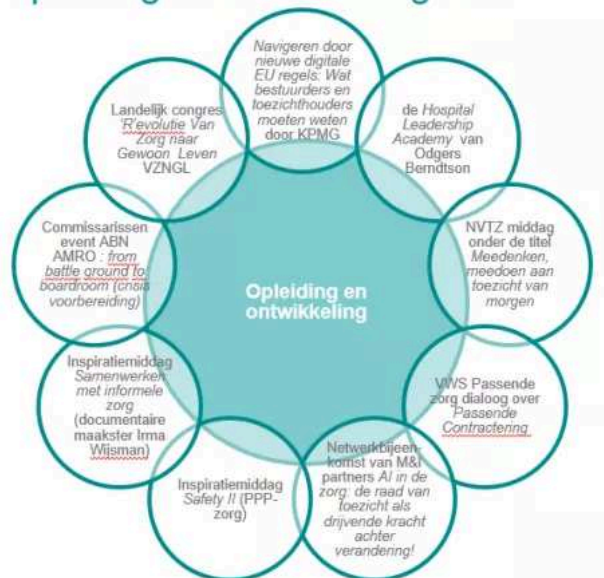 Navigeren door
nieuwe digitale
EU regels: Wat
bestuurders en
toezichthouders
moeten weten
door KPMG
de Hospital
Leadership
Academy van
Odgers
Berndtson
NVTZ middag
onder de titel
Meedenken,
meedoen aan
toezicht van
morgen
VWS Passende
zorg dialoog over
Passende
Contractering
Netwerkbijeen-
komst van M&I
partners AI in de
zorg: de raad van
toezicht als
drijvende kracht
achter
verandering!
Inspiratiemiddag
Safety II (PPP-
zorg)
Inspiratiemiddag
Samenwerken
met informele
zorg
(documentaire
maakster Irma
Wijsman)
Commissarissen
event ABN
AMRO : from
battle ground to
boardroom (crisis
voorbereiding)
Landelijk congres
'R'evolutie Van
Zorg naar
Gewoon Leven
VZNGL
Opleiding en
ontwikkeling